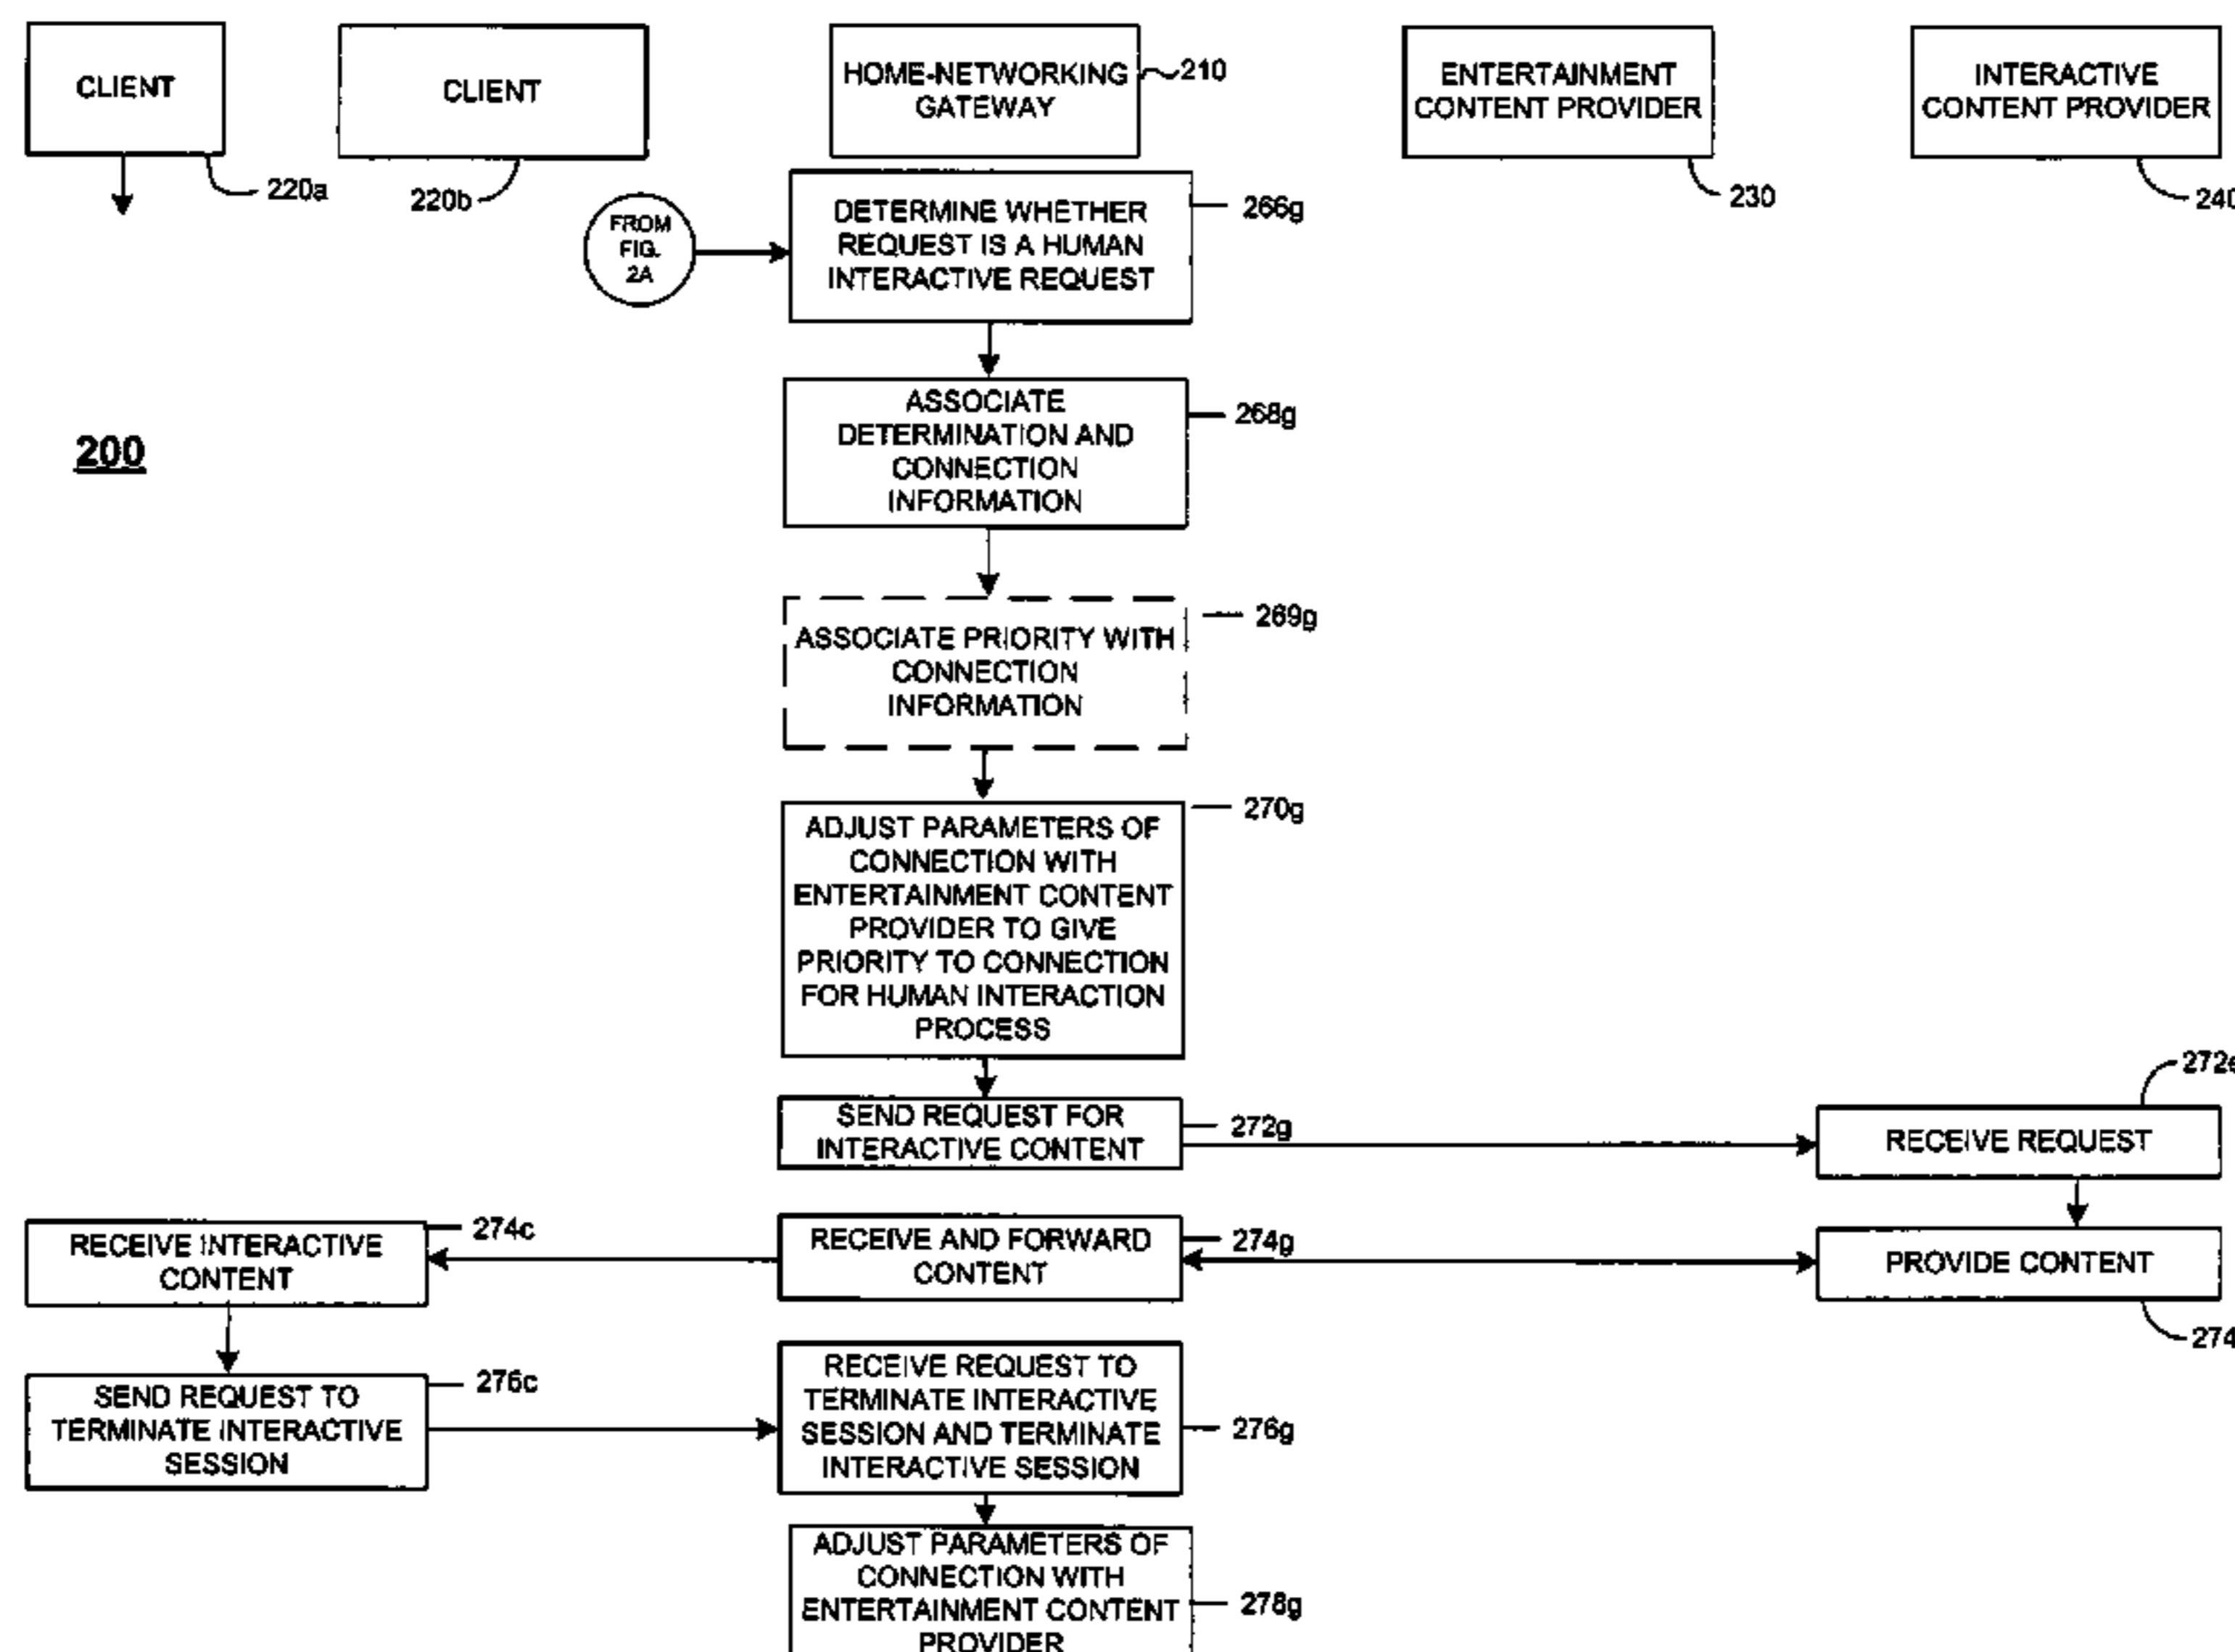 CLIENT
CLIENT
HOME-NETWORKING
GATEWAY
210
ENTERTAINMENT
CONTENT PROVIDER
INTERACTIVE
CONTENT PROVIDER
220a
220b
230
240
FROM
FIG.
2A
DETERMINE WHETHER
REQUEST IS A HUMAN
INTERACTIVE REQUEST
266g
200
ASSOCIATE
DETERMINATION AND
CONNECTION
INFORMATION
268g
ASSOCIATE PRIORITY WITH
CONNECTION
INFORMATION
269g
ADJUST PARAMETERS OF
CONNECTION WITH
ENTERTAINMENT CONTENT
PROVIDER TO GIVE
PRIORITY TO CONNECTION
FOR HUMAN INTERACTION
PROCESS
270g
SEND REQUEST FOR
INTERACTIVE CONTENT
272g
272e
RECEIVE REQUEST
RECEIVE INTERACTIVE
CONTENT
274c
RECEIVE AND FORWARD
CONTENT
274g
PROVIDE CONTENT
274
SEND REQUEST TO
TERMINATE INTERACTIVE
SESSION
276c
RECEIVE REQUEST TO
TERMINATE INTERACTIVE
SESSION AND TERMINATE
INTERACTIVE SESSION
276g
ADJUST PARAMETERS OF
CONNECTION WITH
ENTERTAINMENT CONTENT
PROVIDER
278g